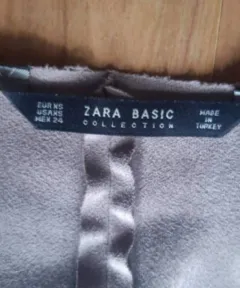 EUR XS
USA XS
MEX 24
ZARA BASIC
COLLECTION
MADE
IN
TURKEY